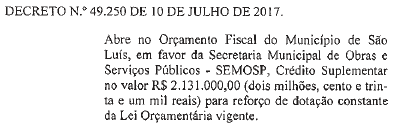 DECRETO N.º 49.250 DE 10 DE JULHO DE 2017.
Abre no Orçamento Fiscal do Município de São
Luís, em favor da Secretaria Municipal de Obras e
Serviços Públicos - SEMOSP, Crédito Suplementar
no valor R$ 2.131.000,00 (dois milhões, cento e trin-
ta e um mil reais) para reforço de dotação constante
da Lei Orçamentária vigente.